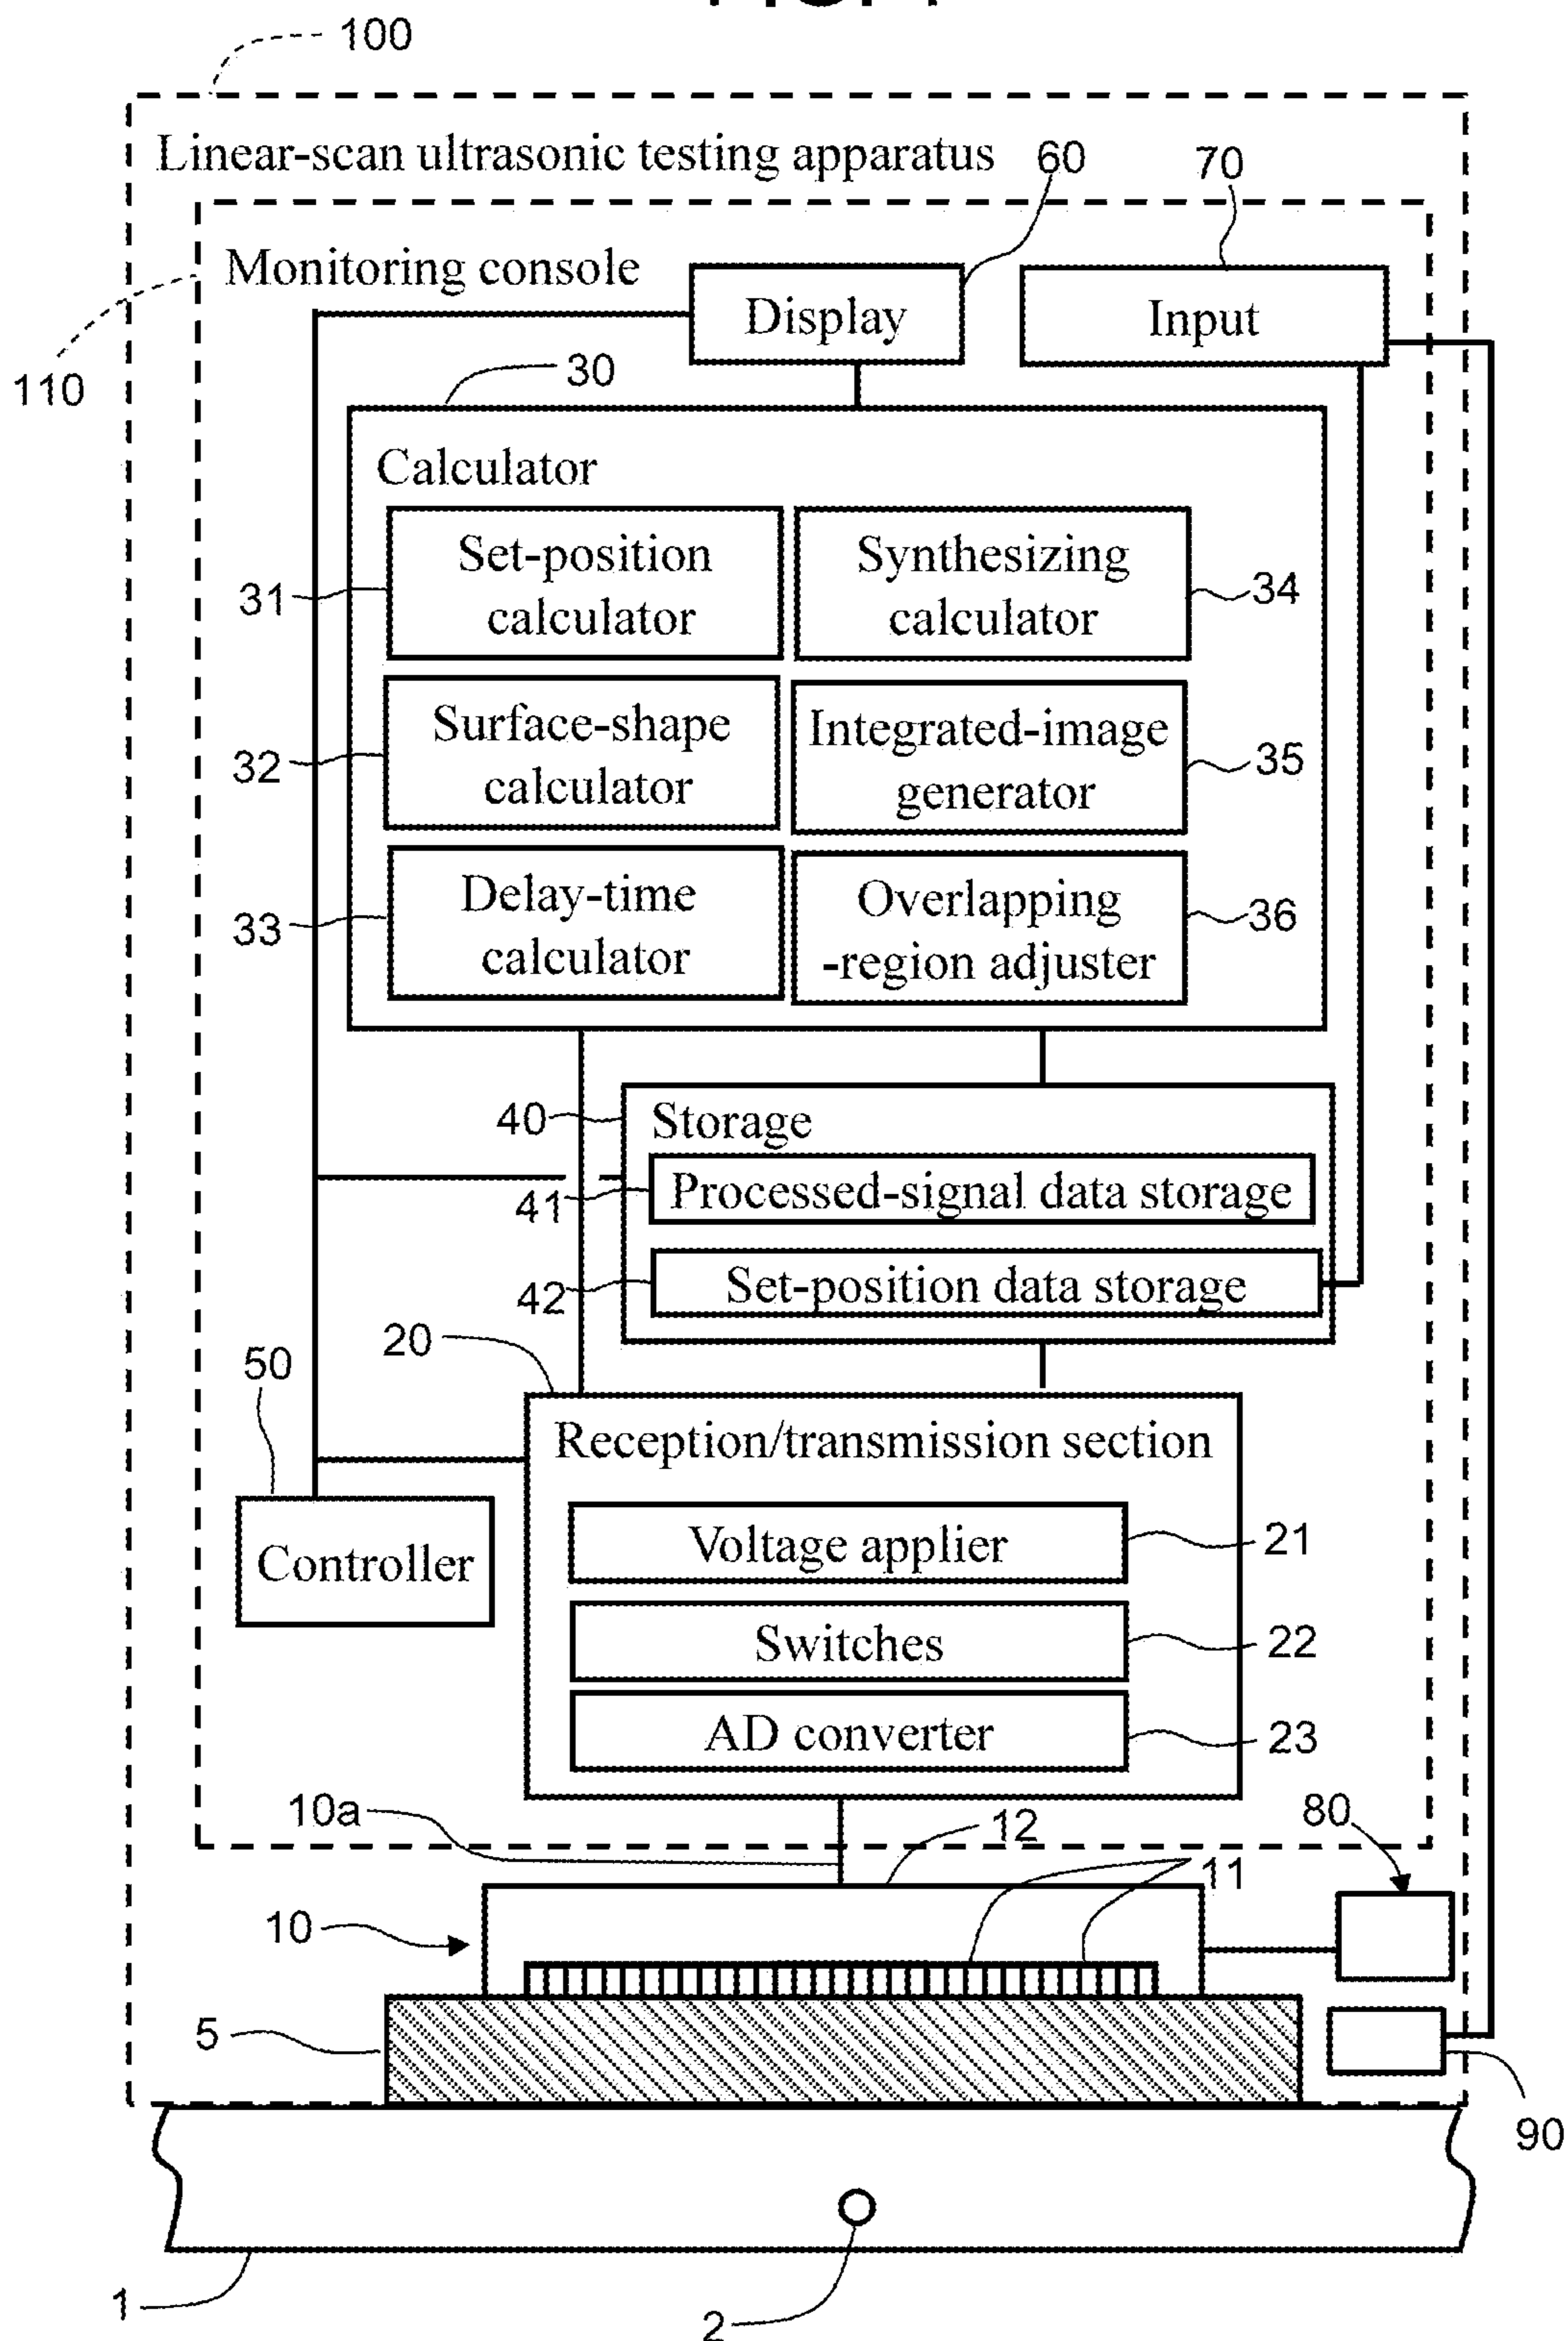 100
Linear-scan ultrasonic testing apparatus
60
70
Monitoring console
110
Display
Input
30
Calculator
Set-position
calculator
31
Synthesizing
calculator
34
Surface-shape
calculator
32
Integrated-image
generator
35
Delay-time
calculator
33
Overlapping
-region adjuster
36
40
Storage
41
Processed-signal data storage
42
Set-position data storage
20
50
Reception/transmission section
Controller
Voltage applier
21
Switches
22
AD converter
23
10a
12
80
11
10
5
90
1
2